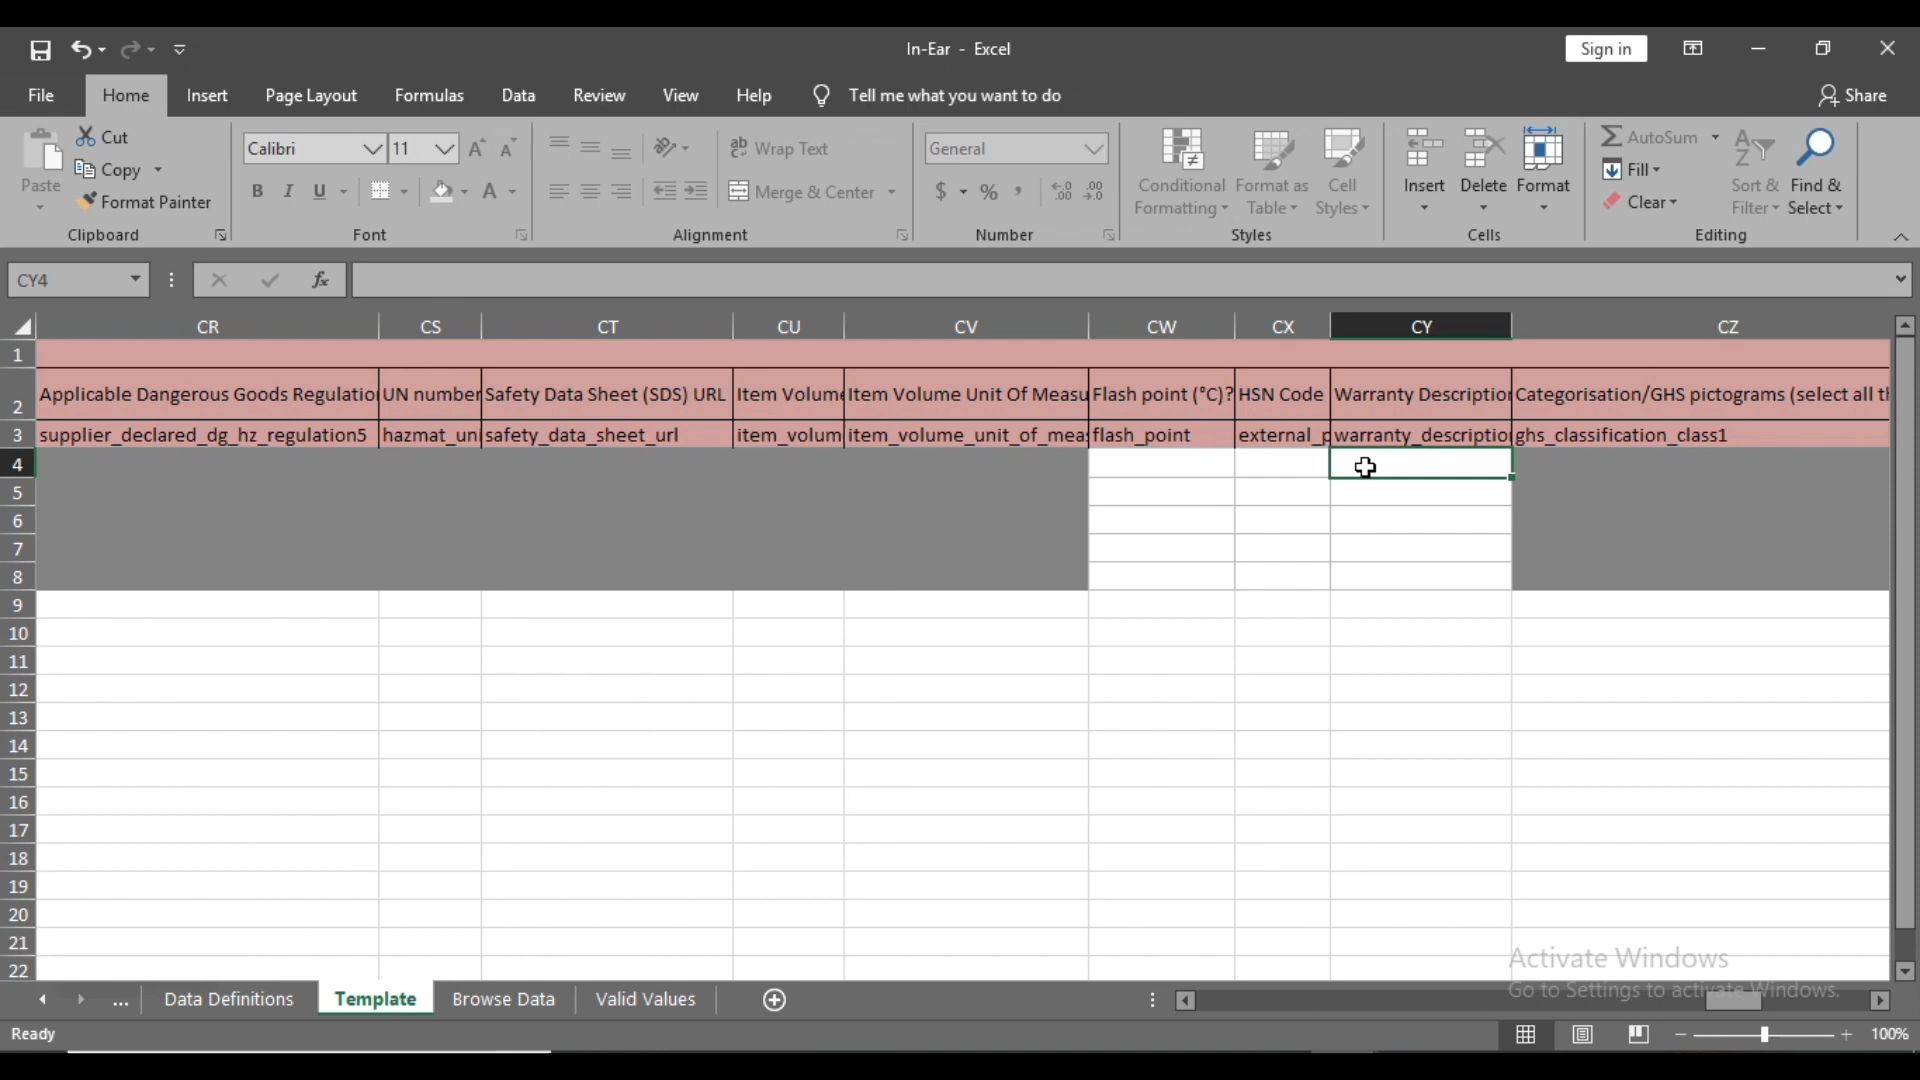 In-Ear - Excel
Sign in
File Home Insert Page Layout Formulas Data Review View Help Tell me what you want to do Share
Paste Cut Copy Format Painter Clipboard
Calibri 11 B I U A Font
Wrap Text Merge & Center Alignment
General $ % , Number
Conditional Formatting Format as Table Cell Styles Styles
Insert Delete Format Cells
AutoSum Fill Clear Sort & Filter Find & Select Editing
CY4 fx
CR CS CT CU CV CW CX CY CZ
1
2 Applicable Dangerous Goods Regulatio UN number Safety Data Sheet (SDS) URL Item Volume Item Volume Unit Of Measu Flash point (°C)? HSN Code Warranty Description Categorisation/GHS pictograms (select all th
3 supplier_declared_dg_hz_regulation5 hazmat_uni safety_data_sheet_url item_volum item_volume_unit_of_mea flash_point external_p warranty_description ghs_classification_class1
4
5
6
7
8
9
10
11
12
13
14
15
16
17
18
19
20
21
22
Activate Windows
Go to Settings to activate Windows.
... Data Definitions Template Browse Data Valid Values
Ready 100%